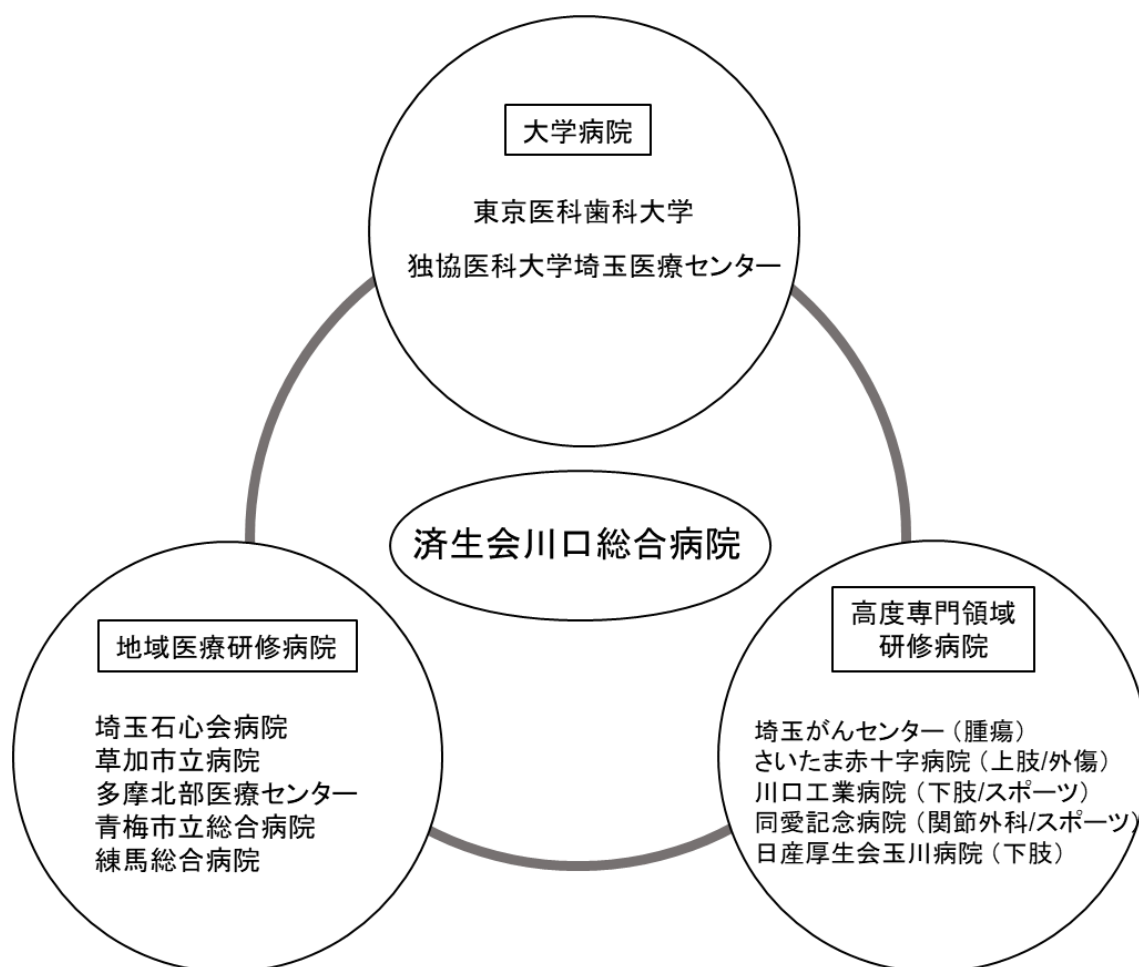 大学病院
東京医科歯科大学
独協医科大学埼玉医療センター
済生会川口総合病院
地域医療研修病院
埼玉石心会病院
草加市立病院
多摩北部医療センター
青梅市立総合病院
練馬総合病院
高度専門領域
研修病院
埼玉がんセンター（腫瘍）
さいたま赤十字病院（上肢/外傷）
川口工業病院（下肢/スポーツ）
同愛記念病院（関節外科/スポーツ）
日産厚生会玉川病院（下肢）